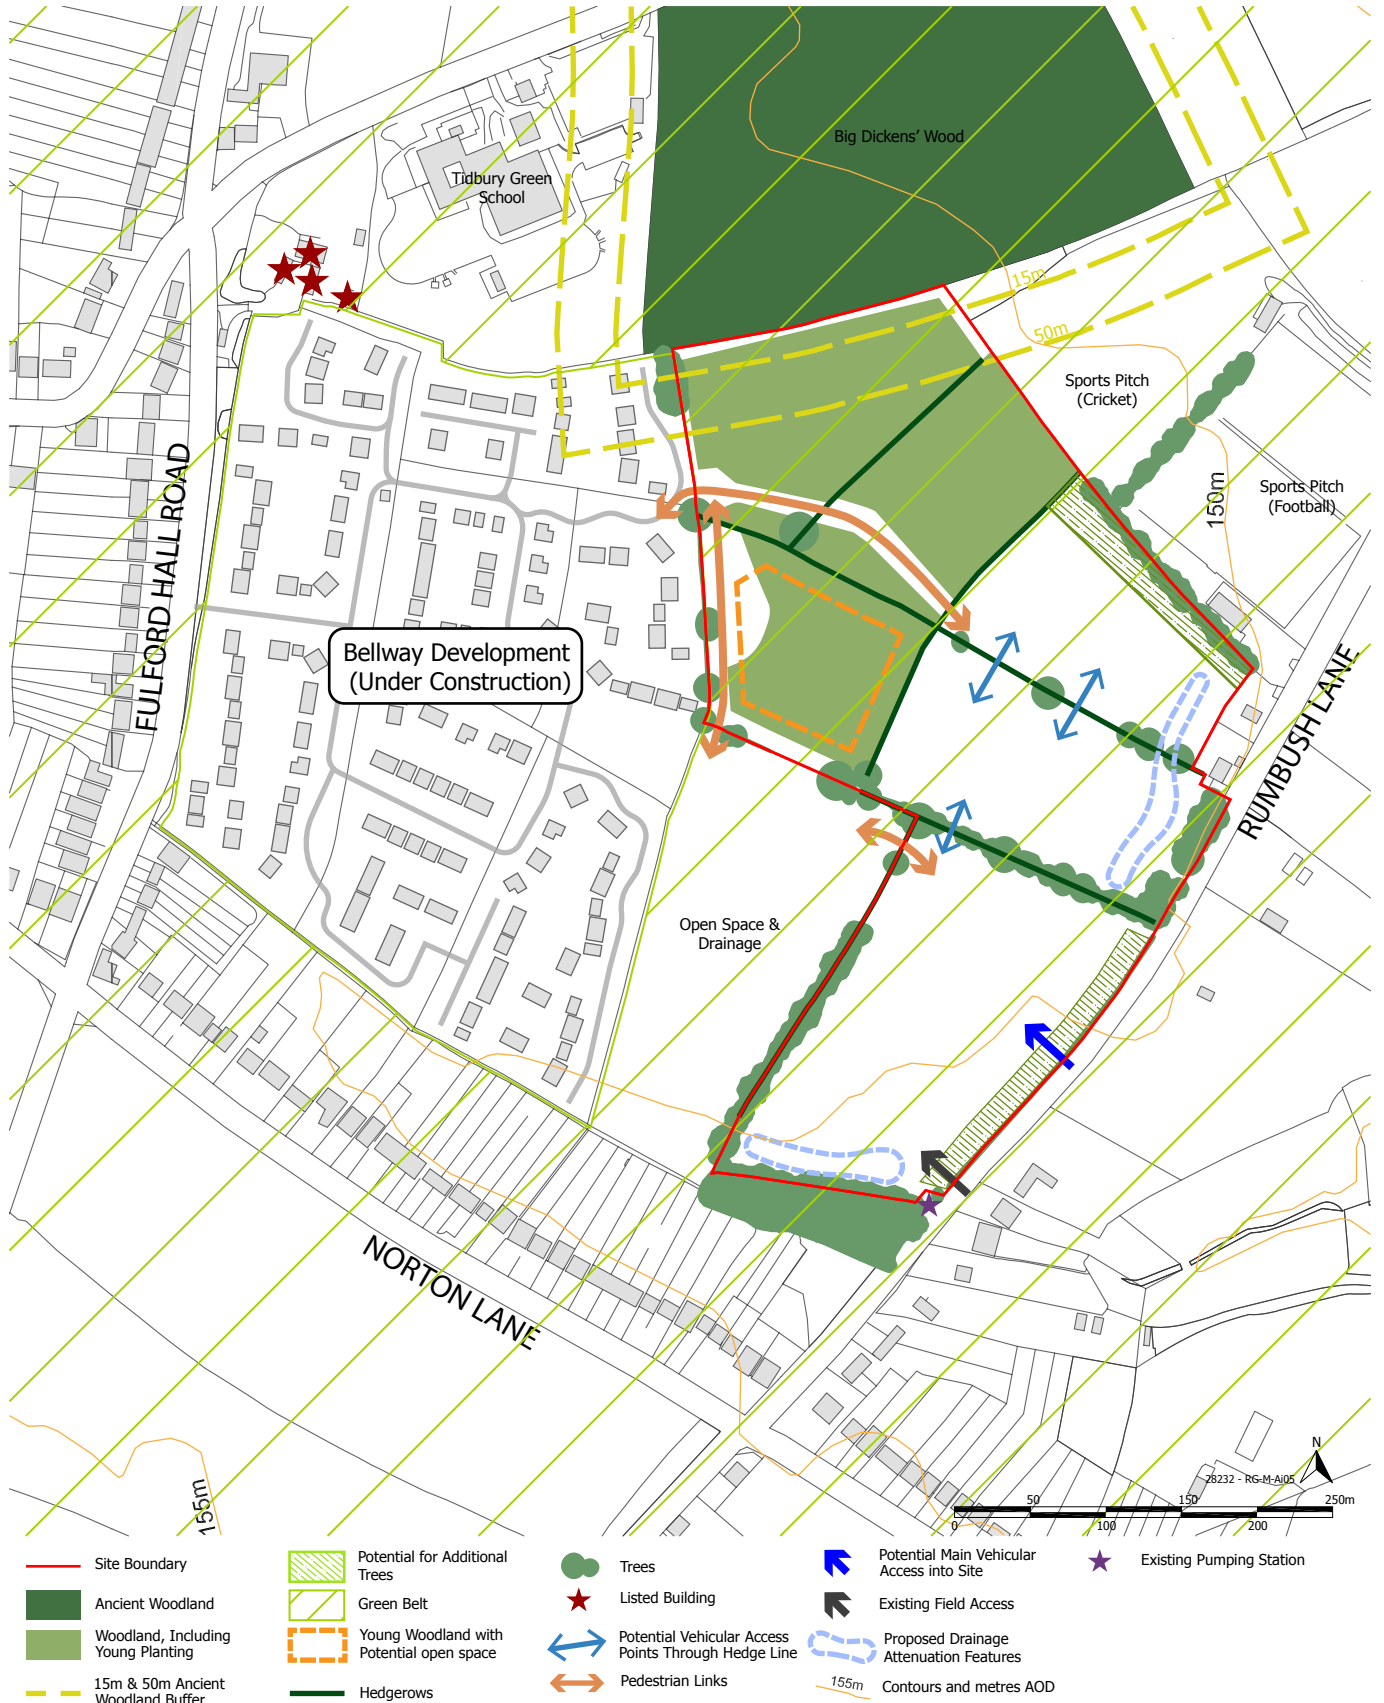 Big Dickens' Wood
Tidbury Green
School
15m
50m
Sports Pitch
(Cricket)
Sports Pitch
(Football)
150m
FULFORD HALL ROAD
Bellway Development
(Under Construction)
RUMBUSH LANE
Open Space &
Drainage
NORTON LANE
155m
N
28232 - RG-M-Ai05
50
150
250m
0
100
200
Site Boundary
Ancient Woodland
Woodland, Including
Young Planting
15m & 50m Ancient
Woodland Buffer
Potential for Additional
Trees
Green Belt
Young Woodland with
Potential open space
Hedgerows
Trees
Listed Building
Potential Vehicular Access
Points Through Hedge Line
Pedestrian Links
Potential Main Vehicular
Access into Site
Existing Field Access
Proposed Drainage
Attenuation Features
155m
Contours and metres AOD
Existing Pumping Station